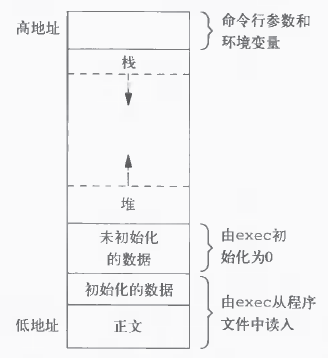 高地址
命令行参数和
环境变量
栈
堆
未初始化
的数据
由exec初
始化为0
初始化的数据
由exec从程序
文件中读入
低地址
正文